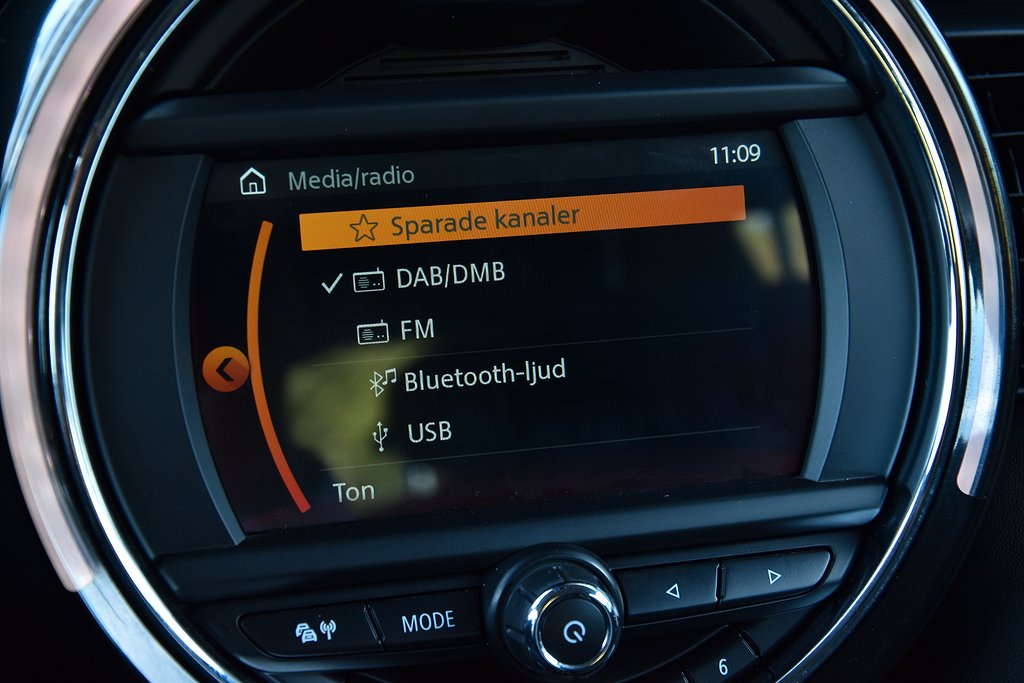 Media/radio 11:09
Sparade kanaler
DAB/DMB
FM
Bluetooth-ljud
USB
Ton
MODE
6